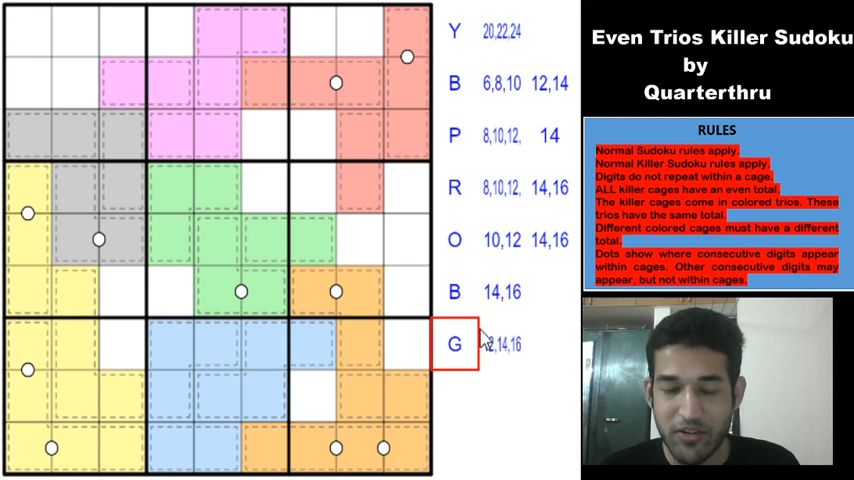 Even Trios Killer Sudoku
by
Quarterthru
RULES
Normal Sudoku rules apply.
Normal Killer Sudoku rules apply.
Digits do not repeat within a cage.
ALL killer cages have an even total.
The killer cages come in colored trios. These
trios have the same total.
Different colored cages must have a different
total.
Dots show where consecutive digits appear
within cages. Other consecutive digits may
appear, but not within cages.
Y 20,22,24
B 6,8,10 12,14
P 8,10,12, 14
R 8,10,12, 14,16
O 10,12 14,16
B 14,16
G 2,14,16